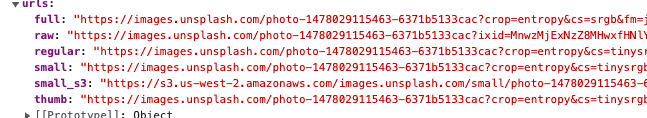 ▼urls:
full: "https://images.unsplash.com/photo-1478029115463-6371b5133cac?crop=entropy&cs=srgb&fm=j
raw: "https://images.unsplash.com/photo-1478029115463-6371b5133cac?ixid=MnwzMjExNzZ8MHwxfHNlY
regular: "https://images.unsplash.com/photo-1478029115463-6371b5133cac?crop=entropy&cs=tinysr
small: "https://images.unsplash.com/photo-1478029115463-6371b5133cac?crop=entropy&cs=tinysrgb
small_s3: "https://s3.us-west-2.amazonaws.com/images.unsplash.com/small/photo-1478029115463-6
thumb: "https://images.unsplash.com/photo-1478029115463-6371b5133cac?crop=entropy&cs=tinysrgb
▶[[Prototype]]: Object